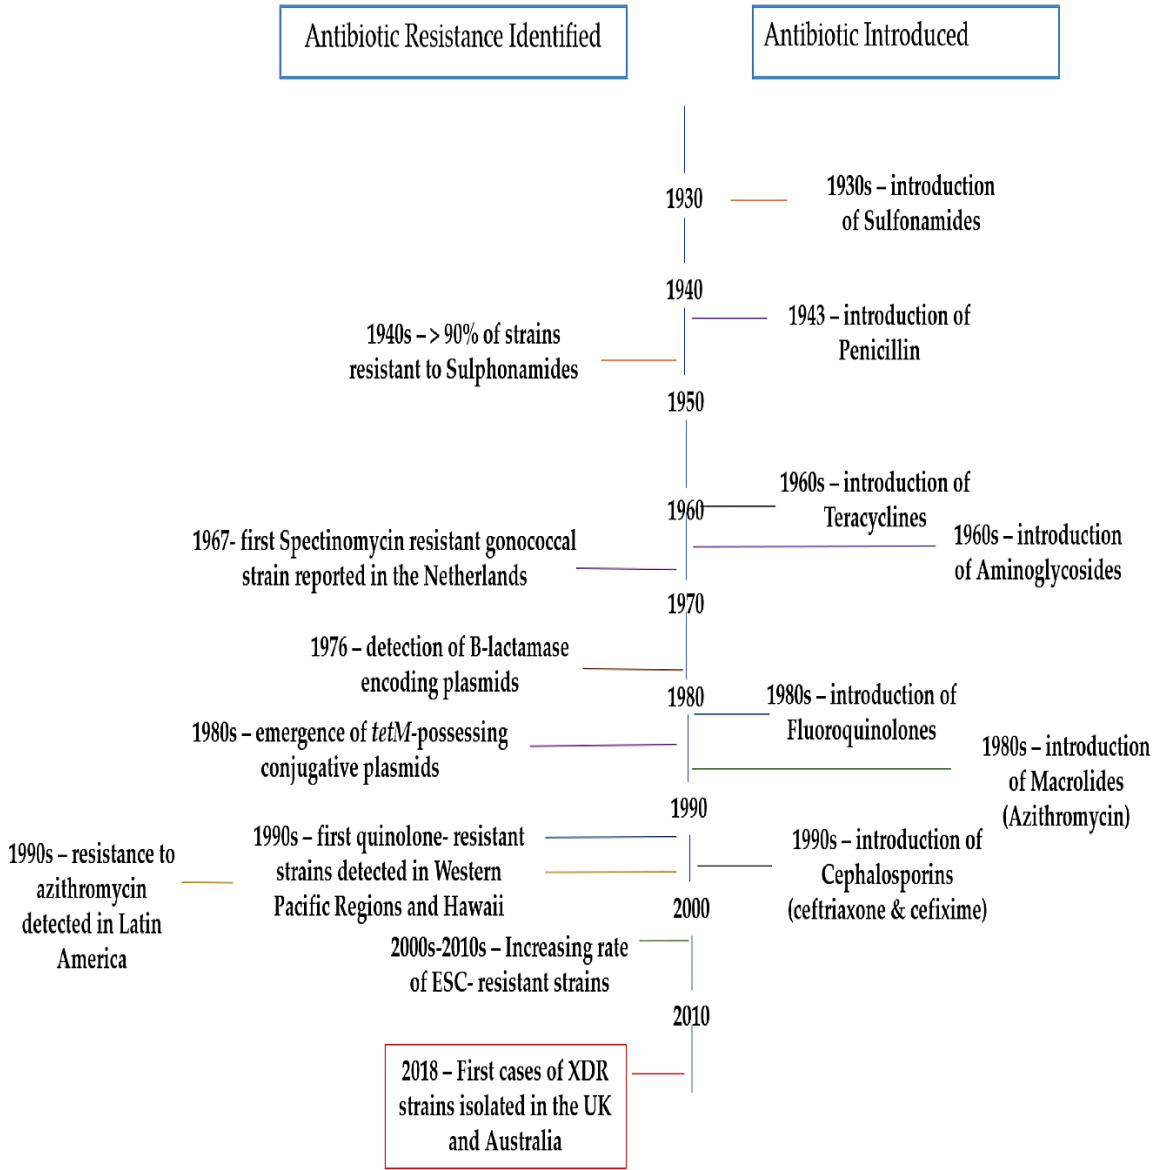 Antibiotic Resistance Identified
Antibiotic Introduced
1930
1930s – introduction
of Sulfonamides
1940
1943 – introduction of
Penicillin
1940s – > 90% of strains
resistant to Sulphonamides
1950
1960s – introduction of
Teracyclines
1960
1960s – introduction
of Aminoglycosides
1967- first Spectinomycin resistant gonococcal
strain reported in the Netherlands
1970
1976 – detection of B-lactamase
encoding plasmids
1980
1980s – introduction of
Fluoroquinolones
1980s – emergence of tetM-possessing
conjugative plasmids
1980s – introduction
of Macrolides
(Azithromycin)
1990
1990s – first quinolone- resistant
strains detected in Western
Pacific Regions and Hawaii
1990s – resistance to
azithromycin
detected in Latin
America
1990s – introduction of
Cephalosporins
(ceftriaxone & cefixime)
2000
2000s-2010s – Increasing rate
of ESC- resistant strains
2010
2018 – First cases of XDR
strains isolated in the UK
and Australia